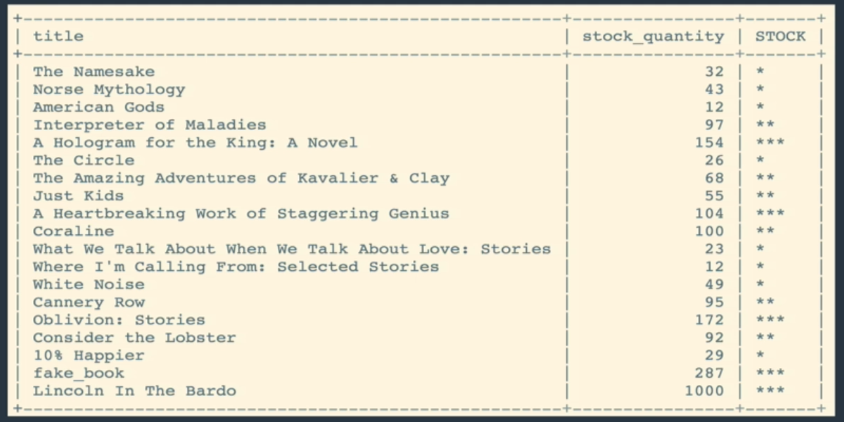 title | stock_quantity | STOCK
The Namesake | 32 | *
Norse Mythology | 43 | *
American Gods | 12 | *
Interpreter of Maladies | 97 | **
A Hologram for the King: A Novel | 154 | ***
The Circle | 26 | *
The Amazing Adventures of Kavalier & Clay | 68 | **
Just Kids | 55 | **
A Heartbreaking Work of Staggering Genius | 104 | ***
Coraline | 100 | **
What We Talk About When We Talk About Love: Stories | 23 | *
Where I'm Calling From: Selected Stories | 12 | *
White Noise | 49 | *
Cannery Row | 95 | **
Oblivion: Stories | 172 | ***
Consider the Lobster | 92 | **
10% Happier | 29 | *
fake_book | 287 | ***
Lincoln In The Bardo | 1000 | ***